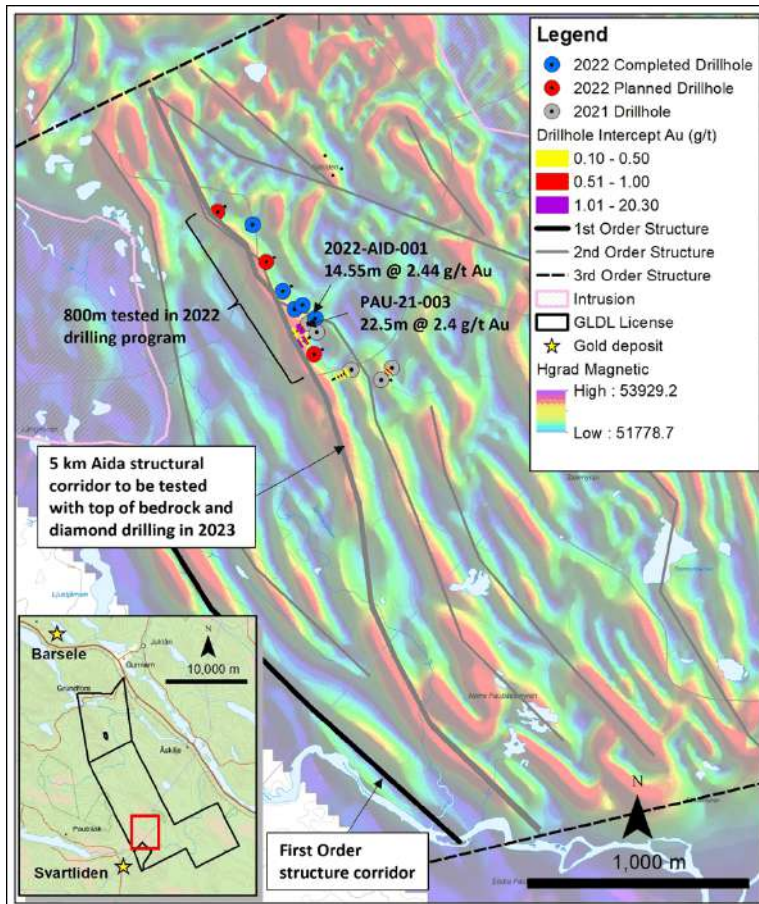 Legend
2022 Completed Drillhole
2022 Planned Drillhole
2021 Drillhole
Drillhole Intercept Au (g/t)
0.10 - 0.50
0.51 - 1.00
1.01 - 20.30
1st Order Structure
2nd Order Structure
3rd Order Structure
Intrusion
GLDL License
Gold deposit
Hgrad Magnetic
High : 53929.2
Low : 51778.7
2022-AID-001
14.55m @ 2.44 g/t Au
PAU-21-003
22.5m @ 2.4 g/t Au
800m tested in 2022
drilling program
5 km Aida structural
corridor to be tested
with top of bedrock and
diamond drilling in 2023
First Order
structure corridor
N
1,000 m
N
10,000 m
Barsele
Gunnarn
Grundfors
Åskilje
Svartliden